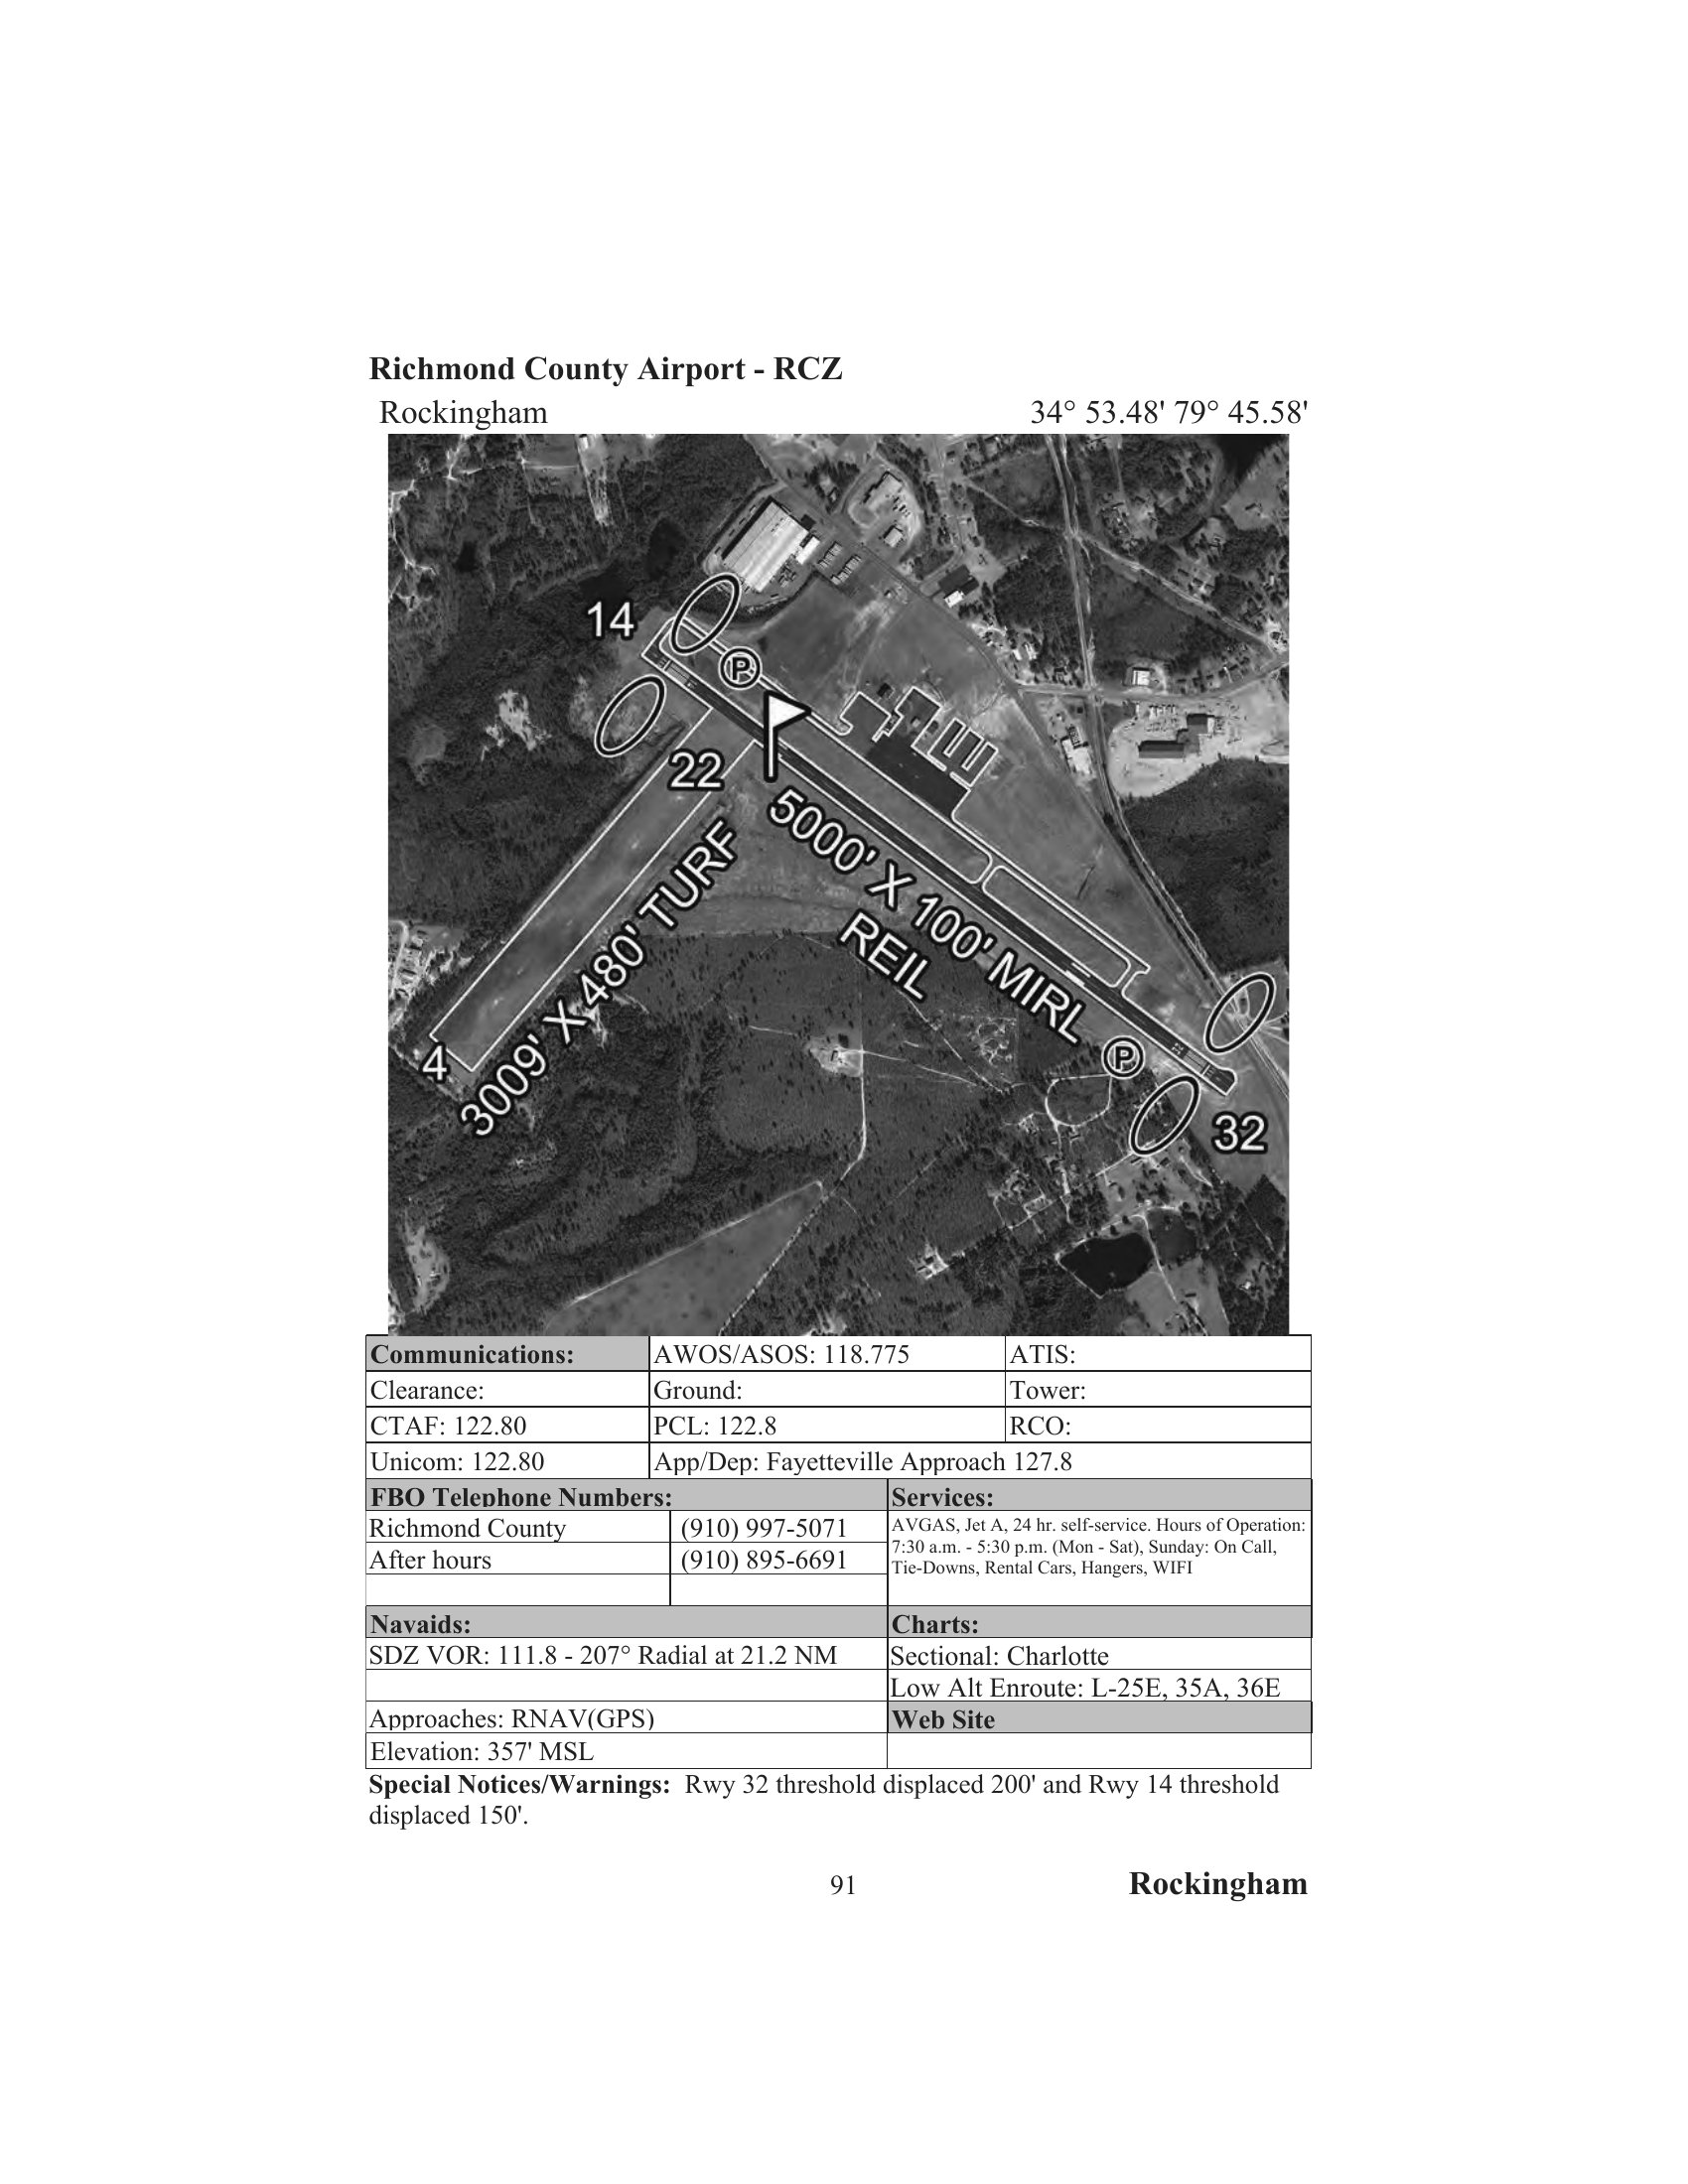 Richmond County Airport - RCZ
Rockingham 34° 53.48' 79° 45.58'
14
P
22
5000' X 100' MIRL
REIL
3009' X 480' TURF
4
P
32
Communications: AWOS/ASOS: 118.775 ATIS:
Clearance: Ground: Tower:
CTAF: 122.80 PCL: 122.8 RCO:
Unicom: 122.80 App/Dep: Fayetteville Approach 127.8
FBO Telephone Numbers: Services:
Richmond County (910) 997-5071
After hours (910) 895-6691
AVGAS, Jet A, 24 hr. self-service. Hours of Operation:
7:30 a.m. - 5:30 p.m. (Mon - Sat), Sunday: On Call,
Tie-Downs, Rental Cars, Hangers, WIFI
Navaids: Charts:
SDZ VOR: 111.8 - 207° Radial at 21.2 NM Sectional: Charlotte
Low Alt Enroute: L-25E, 35A, 36E
Approaches: RNAV(GPS) Web Site
Elevation: 357' MSL
Special Notices/Warnings: Rwy 32 threshold displaced 200' and Rwy 14 threshold
displaced 150'.
91 Rockingham